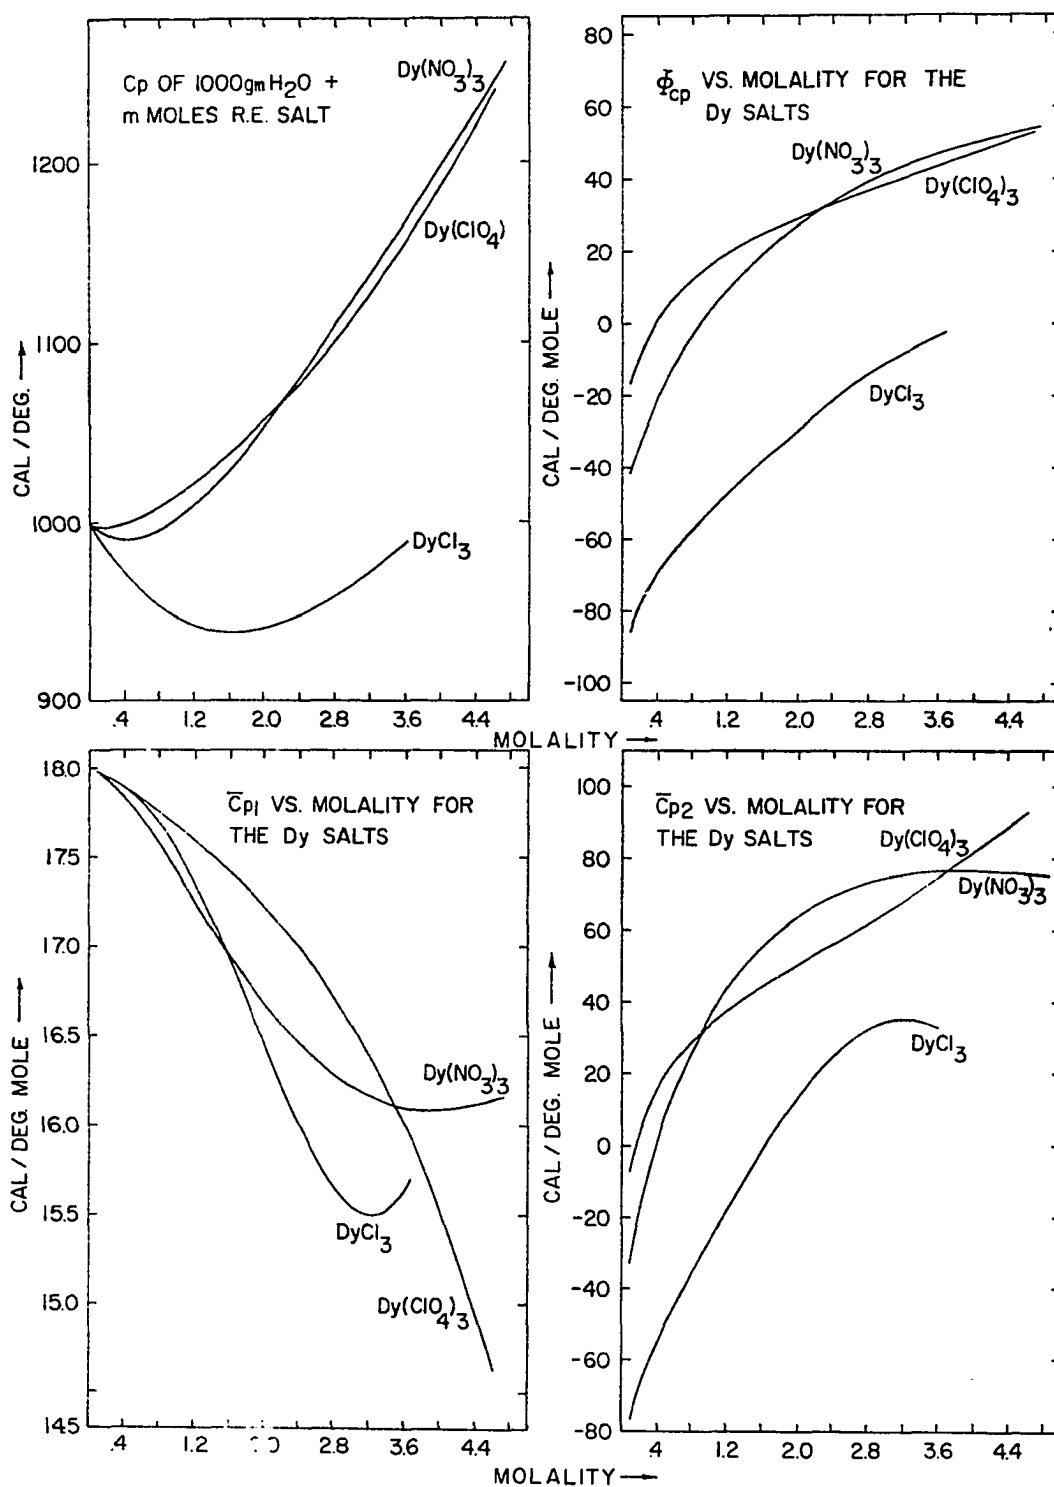 Cp OF 1000gm H2O +
m MOLES R.E. SALT
Dy(NO3)3
Dy(ClO4)
DyCl3
1200
1100
1000
900
CAL/DEG. →
.4 1.2 2.0 2.8 3.6 4.4
Φcp VS. MOLALITY FOR THE
Dy SALTS
Dy(NO3)3
Dy(ClO4)3
DyCl3
80
60
40
20
0
-20
-40
-60
-80
-100
CAL/DEG. MOLE →
.4 1.2 2.0 2.8 3.6 4.4
MOLALITY →
C̅p1 VS. MOLALITY FOR
THE Dy SALTS
Dy(NO3)3
DyCl3
Dy(ClO4)3
18.0
17.5
17.0
16.5
16.0
15.5
15.0
14.5
CAL/DEG. MOLE →
.4 1.2 2.8 3.6 4.4
C̅p2 VS. MOLALITY FOR
THE Dy SALTS
Dy(ClO4)3
Dy(NO3)3
DyCl3
100
80
60
40
20
0
-20
-40
-60
-80
CAL/DEG. MOLE →
.4 1.2 2.0 2.8 3.6 4.4
MOLALITY →